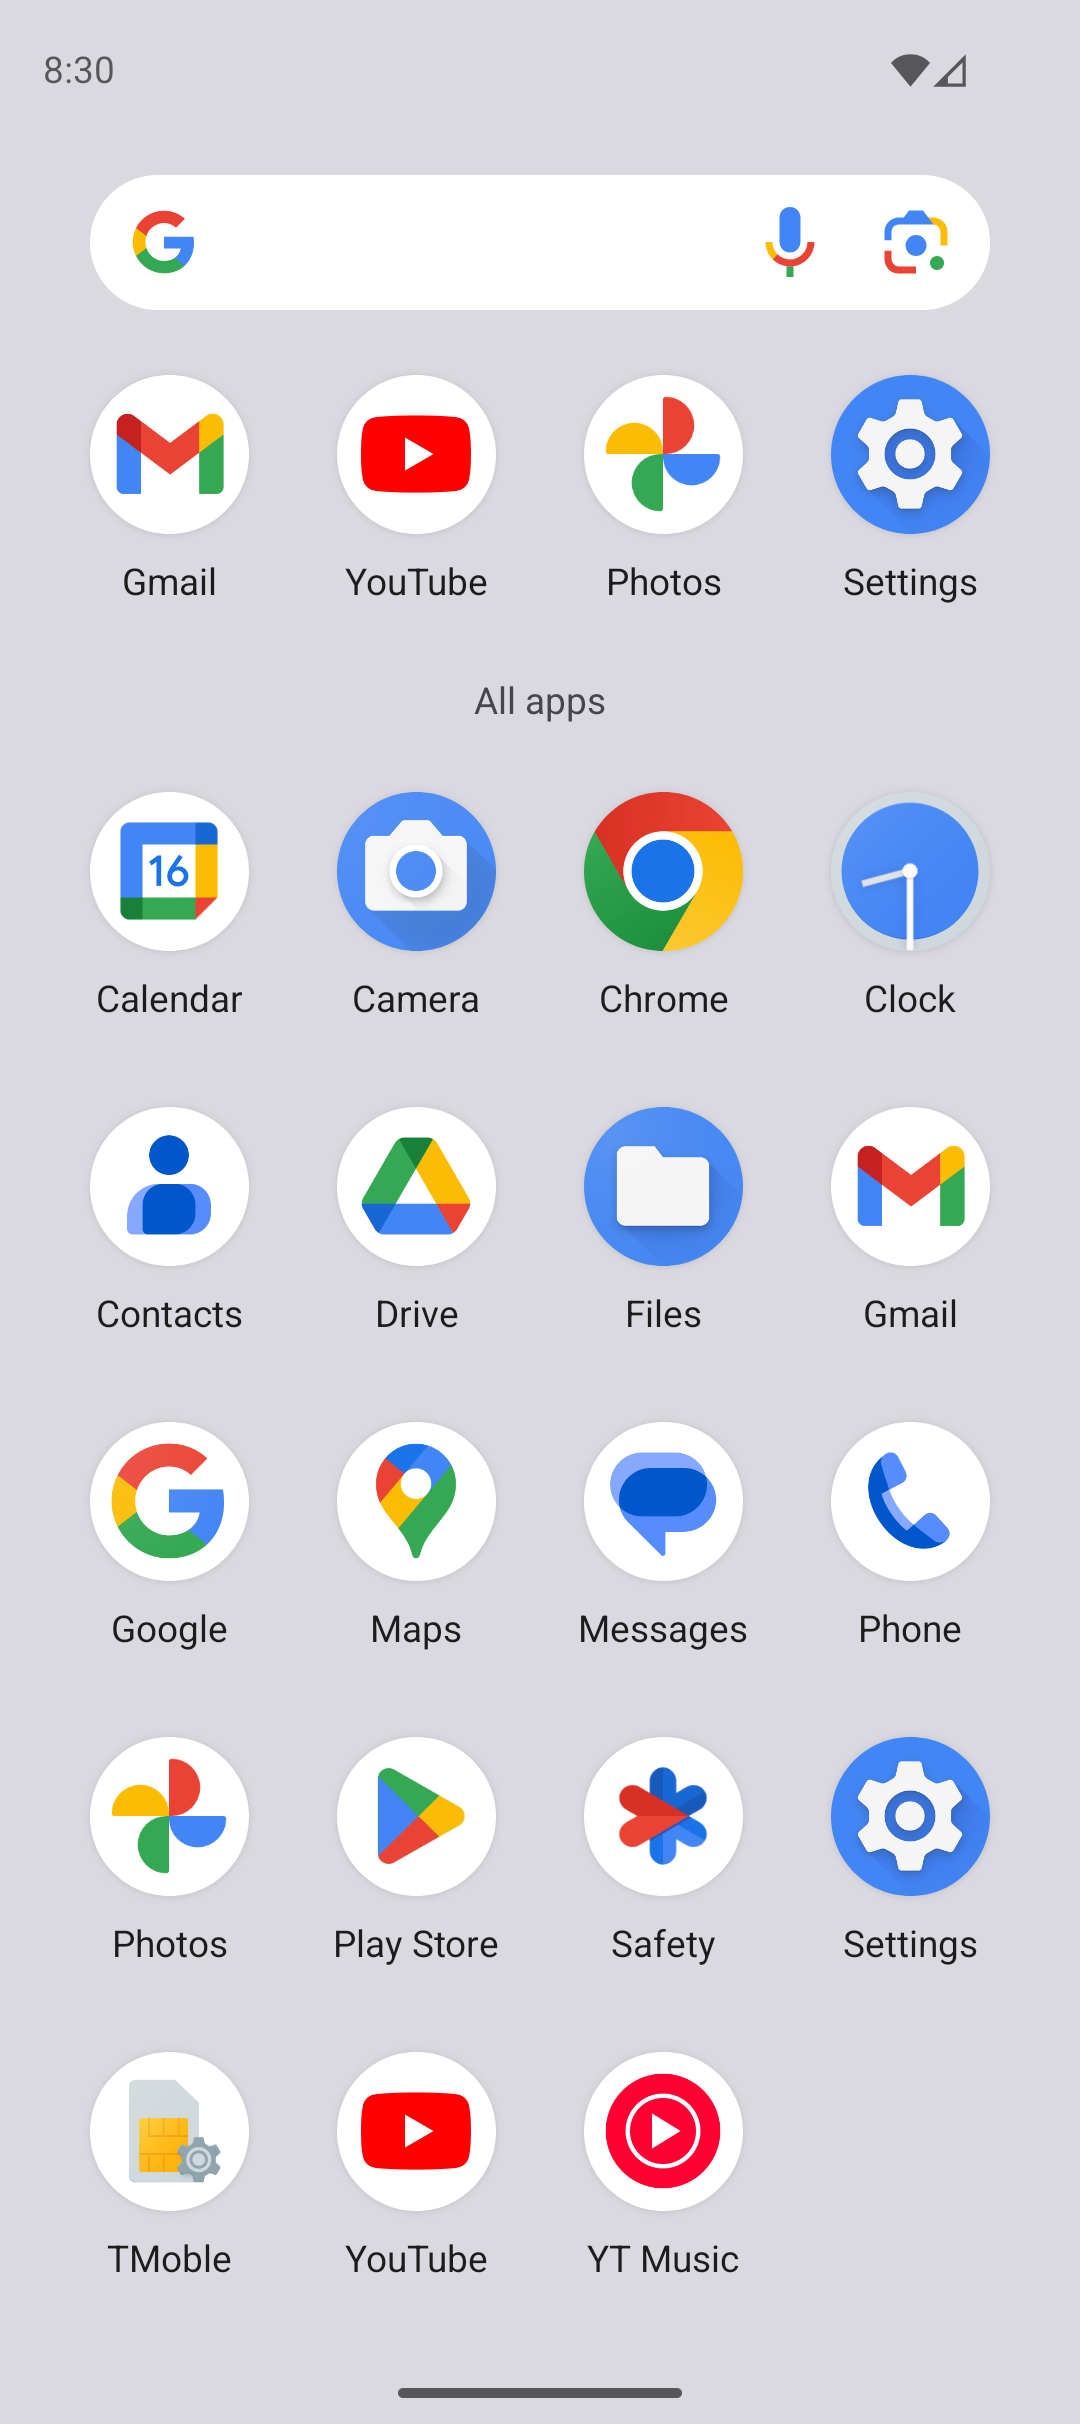 8:30
Gmail YouTube Photos Settings
All apps
16
Calendar Camera Chrome Clock
Contacts Drive Files Gmail
Google Maps Messages Phone
Photos Play Store Safety Settings
TMoble YouTube YT Music